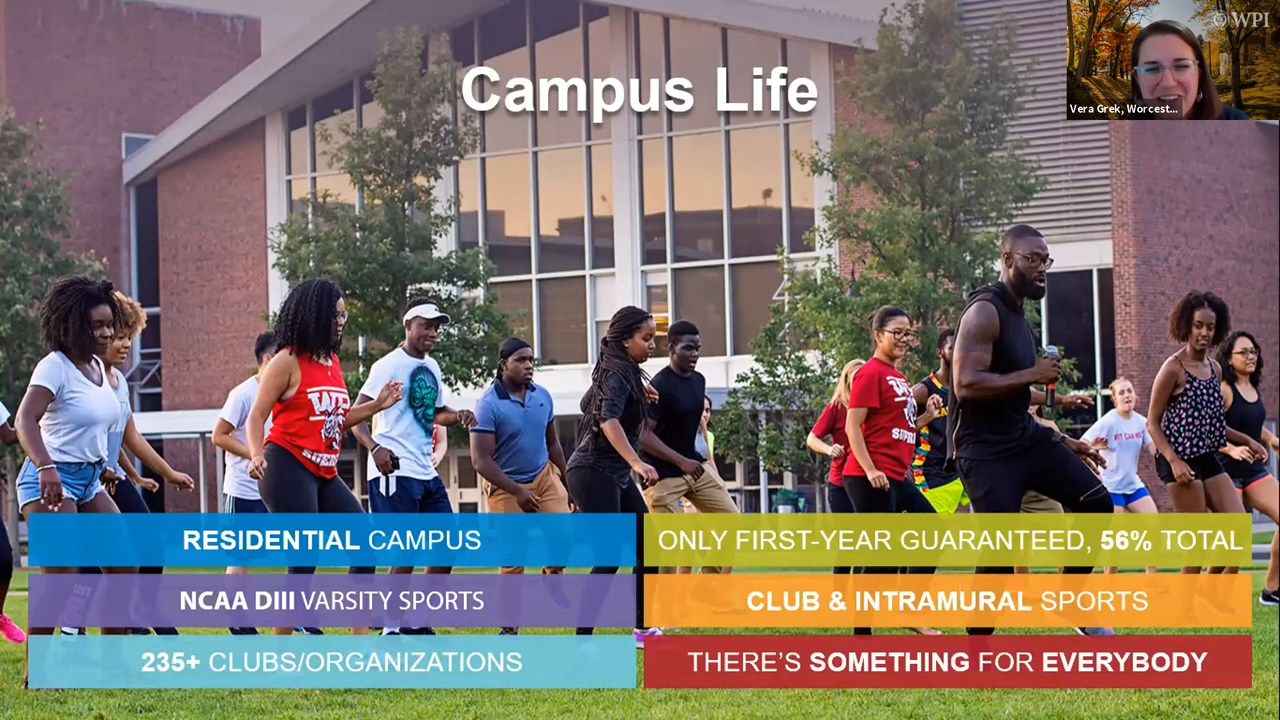 © WPI
Campus Life
Vera Grek, Worcest...
RESIDENTIAL CAMPUS
ONLY FIRST-YEAR GUARANTEED, 56% TOTAL
NCAA DIII VARSITY SPORTS
CLUB & INTRAMURAL SPORTS
235+ CLUBS/ORGANIZATIONS
THERE'S SOMETHING FOR EVERYBODY